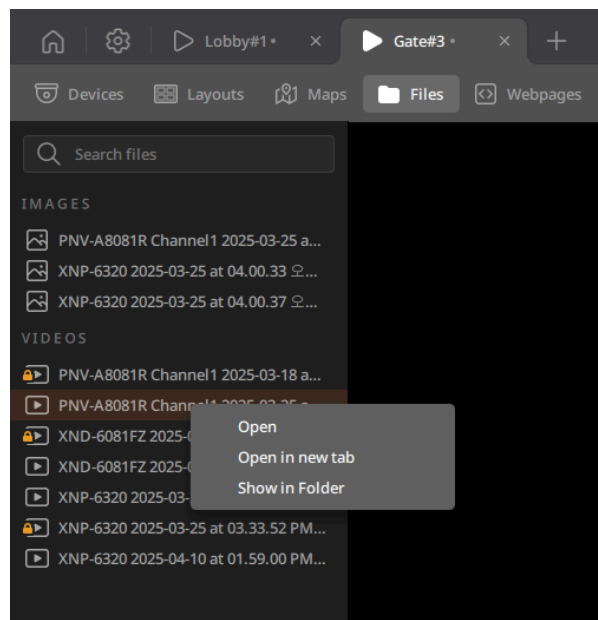 Lobby#1
Gate#3
Devices Layouts Maps Files Webpages
Search files
IMAGES
PNV-A8081R Channel1 2025-03-25 a...
XNP-6320 2025-03-25 at 04.00.33 오...
XNP-6320 2025-03-25 at 04.00.37 오...
VIDEOS
PNV-A8081R Channel1 2025-03-18 a...
PNV-A8081R Channel1
XND-6081FZ 2025-
XND-6081FZ 2025-
XNP-6320 2025-03-
XNP-6320 2025-03-25 at 03.33.52 PM...
XNP-6320 2025-04-10 at 01.59.00 PM...
Open
Open in new tab
Show in Folder